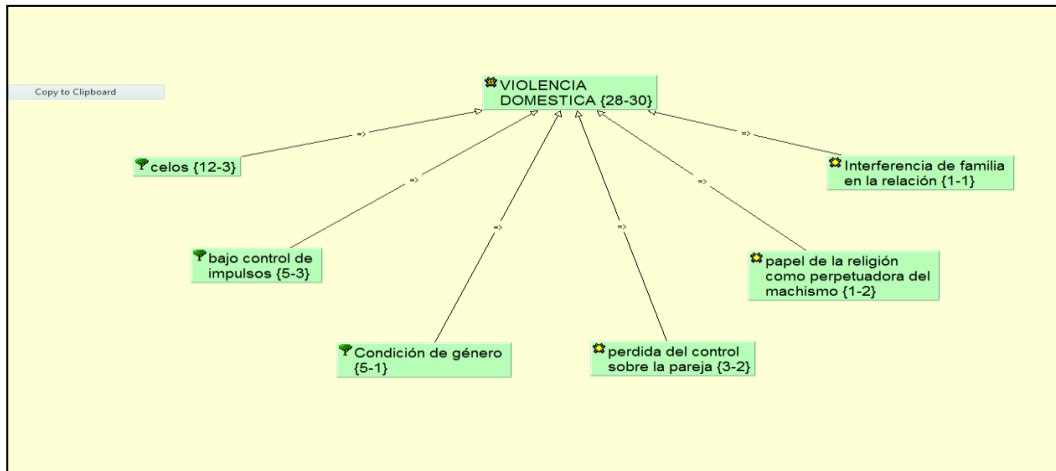 VIOLENCIA
DOMESTICA {28-30}
Copy to Clipboard
=>
=>
=>
=>
=>
=>
celos {12-3}
Interferencia de familia
en la relación {1-1}
bajo control de
impulsos {5-3}
papel de la religión
como perpetuadora del
machismo {1-2}
Condición de género
{5-1}
perdida del control
sobre la pareja {3-2}